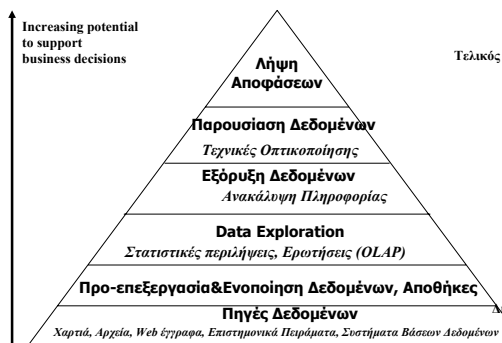 Increasing potential
to support
business decisions
Τελικός
Λήψη
Αποφάσεων
Παρουσίαση Δεδομένων
Τεχνικές Οπτικοποίησης
Εξόρυξη Δεδομένων
Ανακάλυψη Πληροφορίας
Data Exploration
Στατιστικές περιλήψεις, Ερωτήσεις (OLAP)
Προ-επεξεργασία&Ενοποίηση Δεδομένων, Αποθήκες
Πηγές Δεδομένων
Χαρτιά, Αρχεία, Web έγγραφα, Επιστημονικά Πειράματα, Συστήματα Βάσεων Δεδομένων